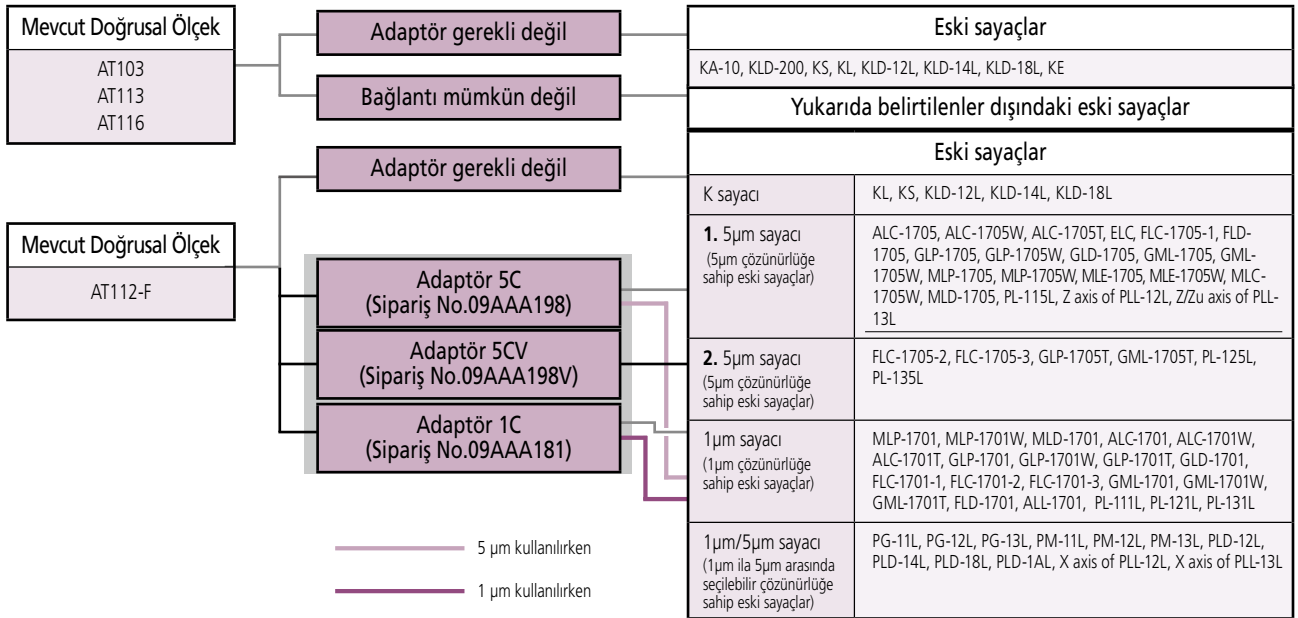 Mevcut Doğrusal Ölçek
AT103
AT113
AT116
Adaptör gerekli değil
Bağlantı mümkün değil
Eski sayaçlar
KA-10, KLD-200, KS, KL, KLD-12L, KLD-14L, KLD-18L, KE
Yukarıda belirtilenler dışındaki eski sayaçlar
Mevcut Doğrusal Ölçek
AT112-F
Adaptör gerekli değil
Adaptör 5C
(Sipariş No.09AAA198)
Adaptör 5CV
(Sipariş No.09AAA198V)
Adaptör 1C
(Sipariş No.09AAA181)
5 µm kullanılırken
1 µm kullanılırken
Eski sayaçlar
K sayacı
KL, KS, KLD-12L, KLD-14L, KLD-18L
1. 5µm sayacı
(5µm çözünürlüğe
sahip eski sayaçlar)
ALC-1705, ALC-1705W, ALC-1705T, ELC, FLC-1705-1, FLD-
1705, GLP-1705, GLP-1705W, GLD-1705, GML-1705, GML-
1705W, MLP-1705, MLP-1705W, MLE-1705, MLE-1705W, MLC-
1705W, MLD-1705, PL-115L, Z axis of PLL-12L, Z/Zu axis of PLL-
13L
2. 5µm sayacı
(5µm çözünürlüğe
sahip eski sayaçlar)
FLC-1705-2, FLC-1705-3, GLP-1705T, GML-1705T, PL-125L,
PL-135L
1µm sayacı
(1µm çözünürlüğe
sahip eski sayaçlar)
MLP-1701, MLP-1701W, MLD-1701, ALC-1701, ALC-1701W,
ALC-1701T, GLP-1701, GLP-1701W, GLP-1701T, GLD-1701,
FLC-1701-1, FLC-1701-2, FLC-1701-3, GML-1701, GML-1701W,
GML-1701T, FLD-1701, ALL-1701, PL-111L, PL-121L, PL-131L
1µm/5µm sayacı
(1µm ila 5µm arasında
seçilebilir çözünürlüğe
sahip eski sayaçlar)
PG-11L, PG-12L, PG-13L, PM-11L, PM-12L, PM-13L, PLD-12L,
PLD-14L, PLD-18L, PLD-1AL, X axis of PLL-12L, X axis of PLL-13L